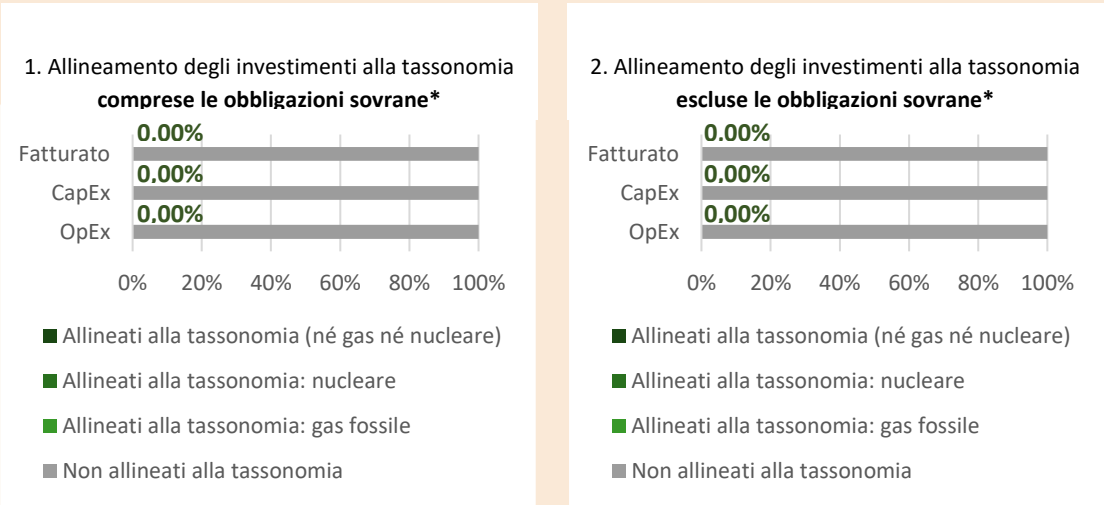 1. Allineamento degli investimenti alla tassonomia
comprese le obbligazioni sovrane*
0.00%
Fatturato
0,00%
CapEx
0,00%
OpEx
0% 20% 40% 60% 80% 100%
Allineati alla tassonomia (né gas né nucleare)
Allineati alla tassonomia: nucleare
Allineati alla tassonomia: gas fossile
Non allineati alla tassonomia
2. Allineamento degli investimenti alla tassonomia
escluse le obbligazioni sovrane*
0.00%
Fatturato
0,00%
CapEx
0,00%
OpEx
0% 20% 40% 60% 80% 100%
Allineati alla tassonomia (né gas né nucleare)
Allineati alla tassonomia: nucleare
Allineati alla tassonomia: gas fossile
Non allineati alla tassonomia